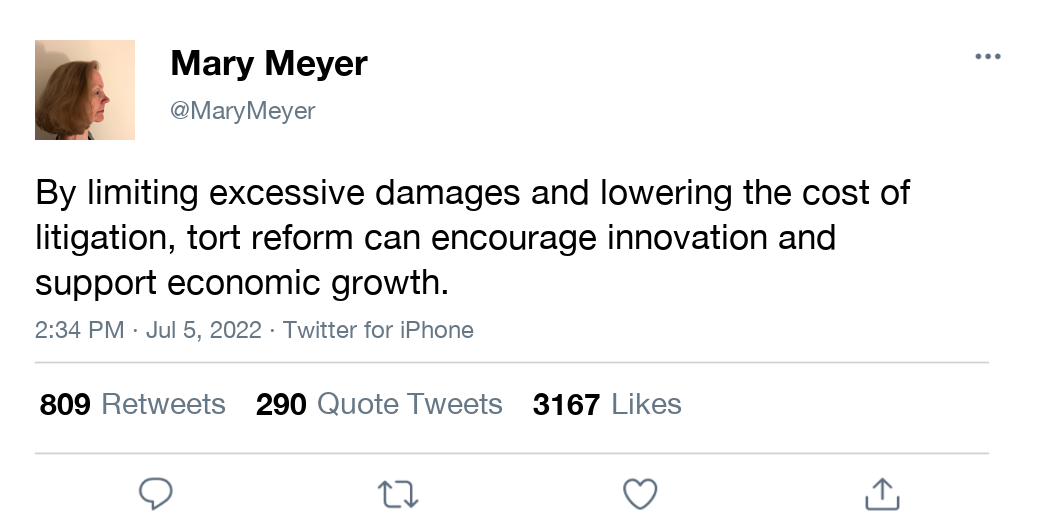 Mary Meyer
@MaryMeyer
By limiting excessive damages and lowering the cost of
litigation, tort reform can encourage innovation and
support economic growth.
2:34 PM · Jul 5, 2022 · Twitter for iPhone
809 Retweets 290 Quote Tweets 3167 Likes